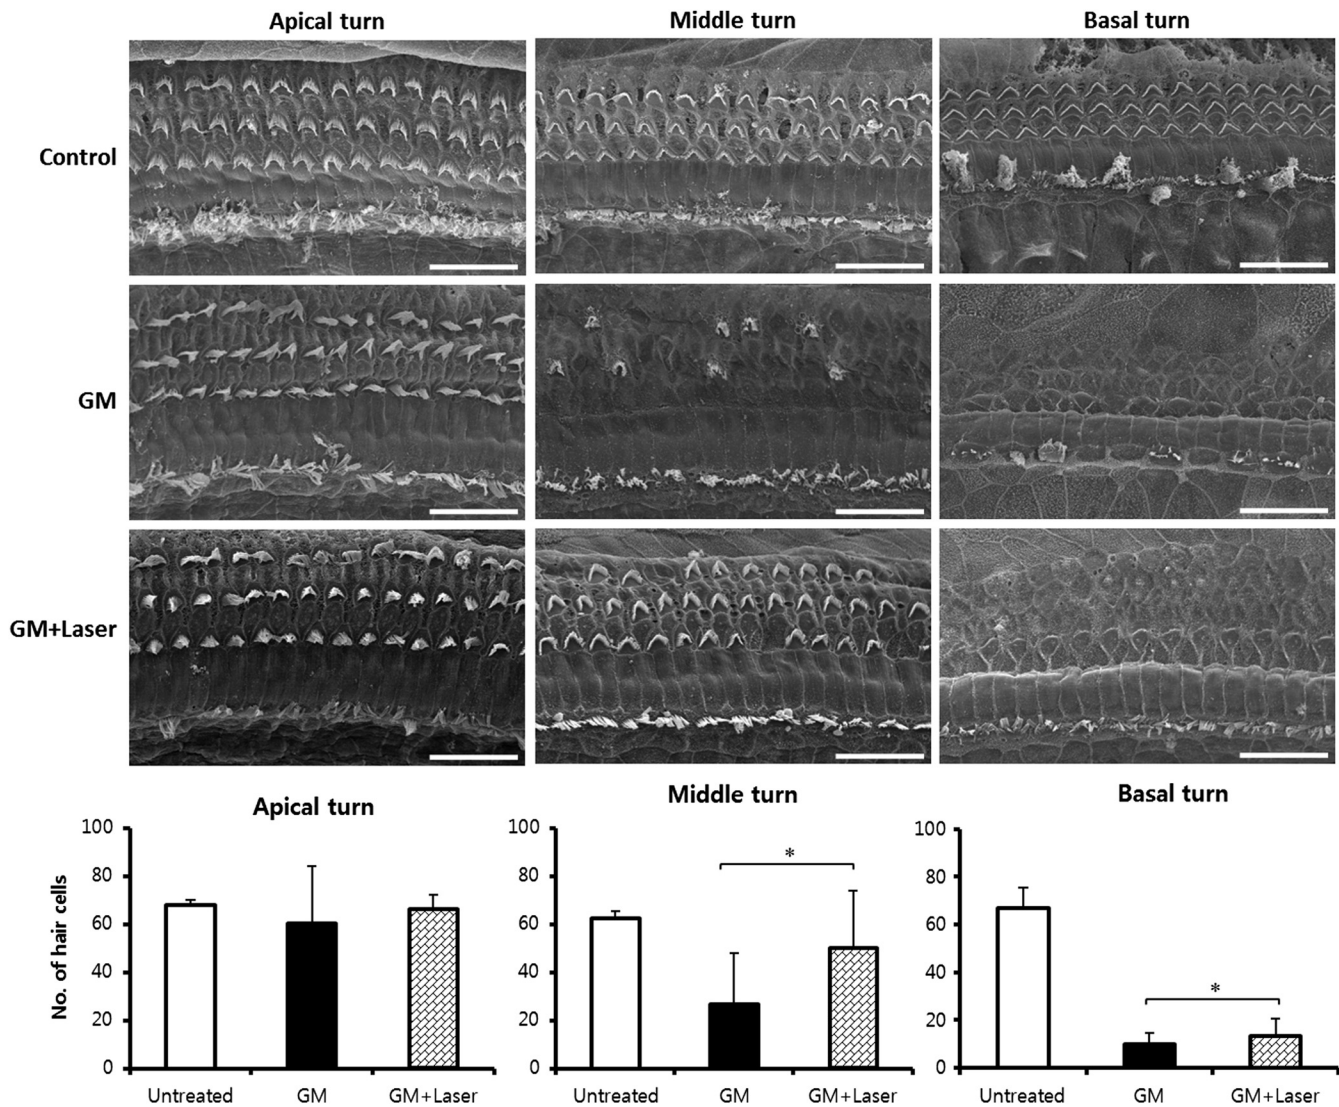 Apical turn Middle turn Basal turn
Control
GM
GM+Laser
Apical turn Middle turn Basal turn
No. of hair cells
100
80
60
40
20
0
Untreated GM GM+Laser
100
80
60
40
20
0
*
Untreated GM GM+Laser
100
80
60
40
20
0
*
Untreated GM GM+Laser